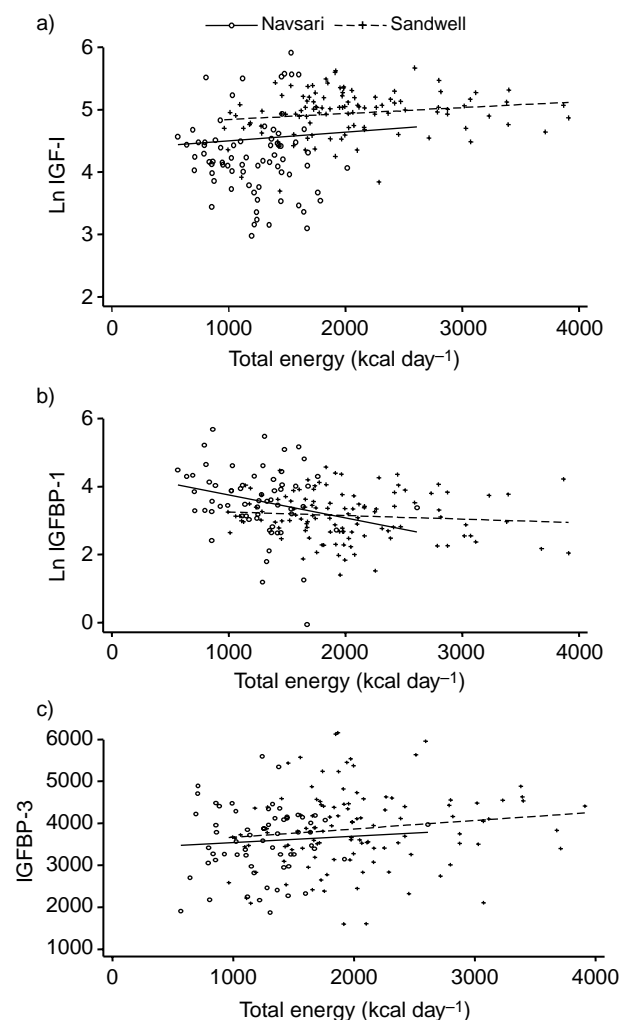 a)
Navsari
Sandwell
6
5
4
3
2
Ln IGF-I
0 1000 2000 3000 4000
Total energy (kcal day⁻¹)
b)
6
4
2
0
Ln IGFBP-1
0 1000 2000 3000 4000
Total energy (kcal day⁻¹)
c)
6000
5000
4000
3000
2000
1000
IGFBP-3
0 1000 2000 3000 4000
Total energy (kcal day⁻¹)